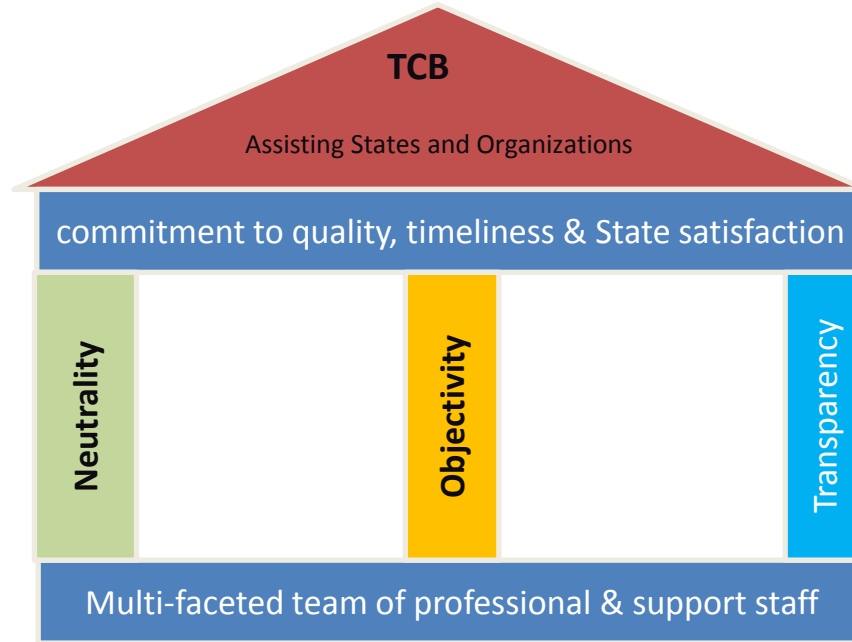 TCB
Assisting States and Organizations
commitment to quality, timeliness & State satisfaction
Neutrality
Objectivity
Transparency
Multi-faceted team of professional & support staff